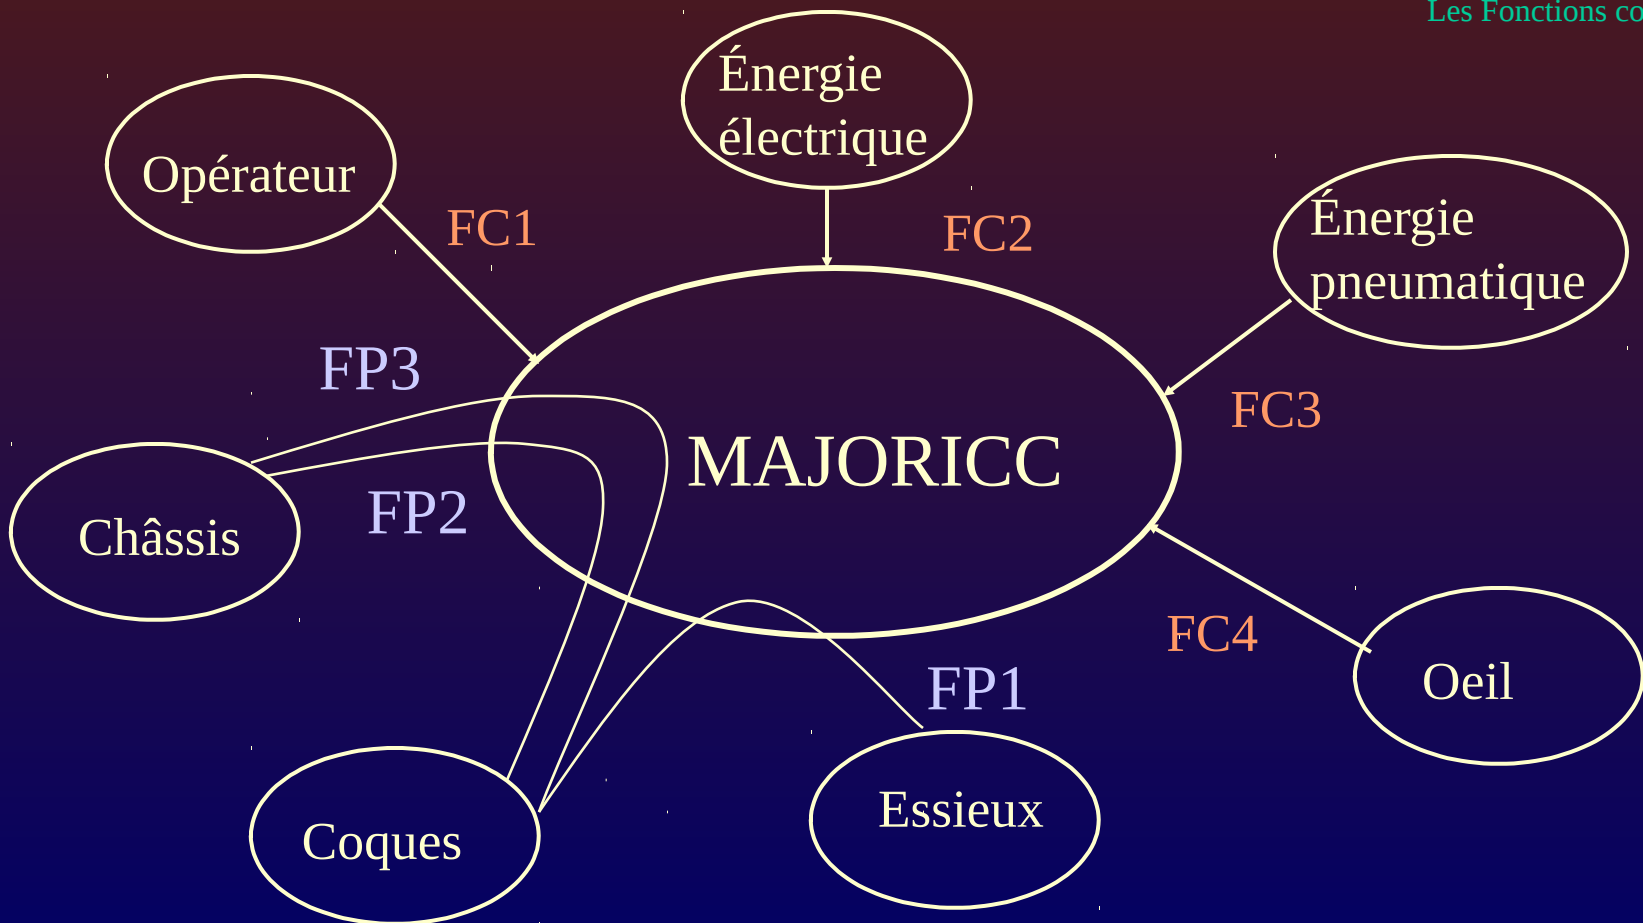 Les Fonctions co
Énergie
électrique
Opérateur
Énergie
pneumatique
FC1
FC2
FP3
FC3
MAJORICC
FP2
Châssis
FC4
Oeil
FP1
Essieux
Coques